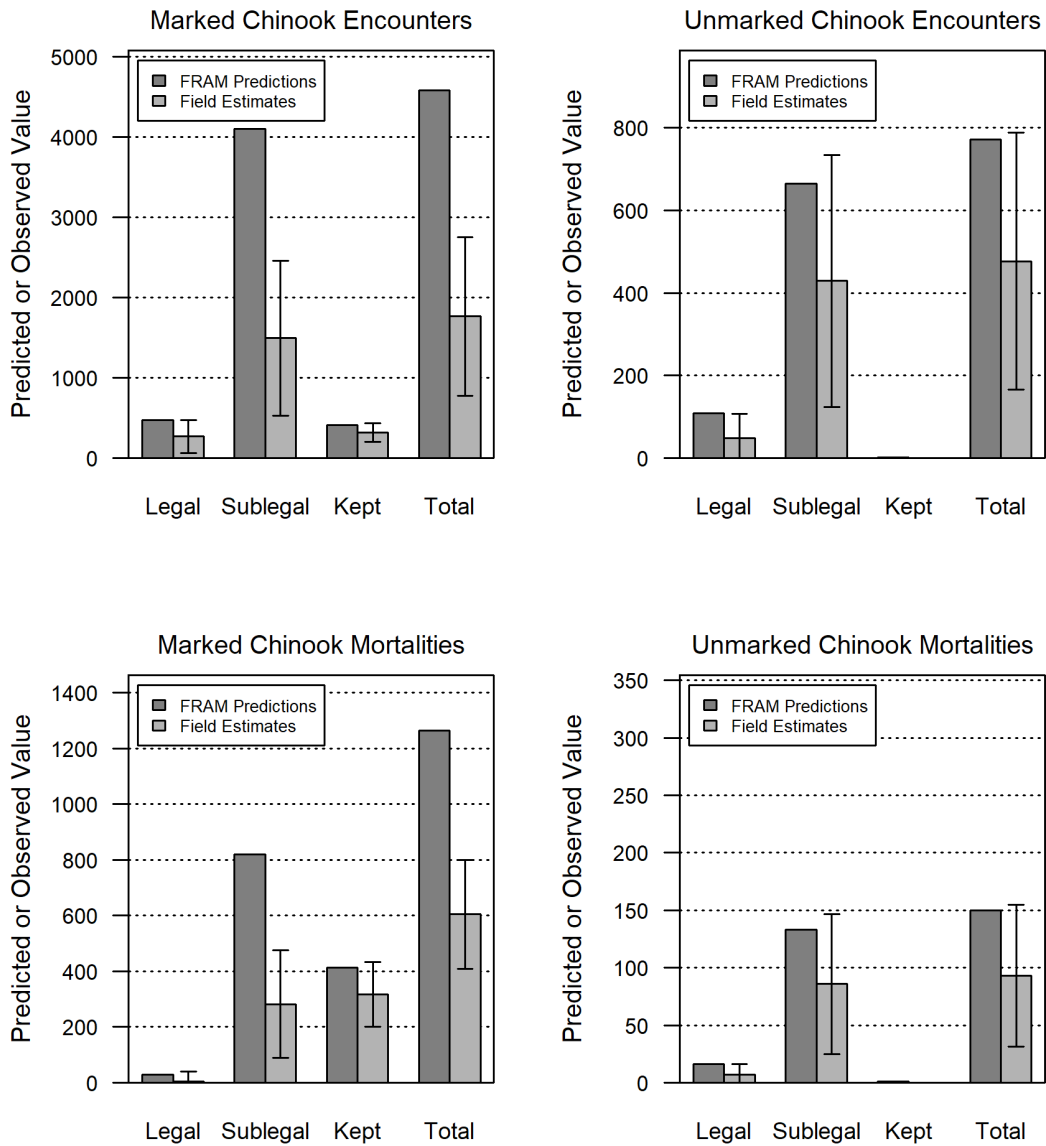 Marked Chinook Encounters
Predicted or Observed Value
5000
4000
3000
2000
1000
0
FRAM Predictions
Field Estimates
Legal Sublegal Kept Total
Unmarked Chinook Encounters
Predicted or Observed Value
800
600
400
200
0
FRAM Predictions
Field Estimates
Legal Sublegal Kept Total
Marked Chinook Mortalities
Predicted or Observed Value
1400
1200
1000
800
600
400
200
0
FRAM Predictions
Field Estimates
Legal Sublegal Kept Total
Unmarked Chinook Mortalities
Predicted or Observed Value
350
300
250
200
150
100
50
0
FRAM Predictions
Field Estimates
Legal Sublegal Kept Total